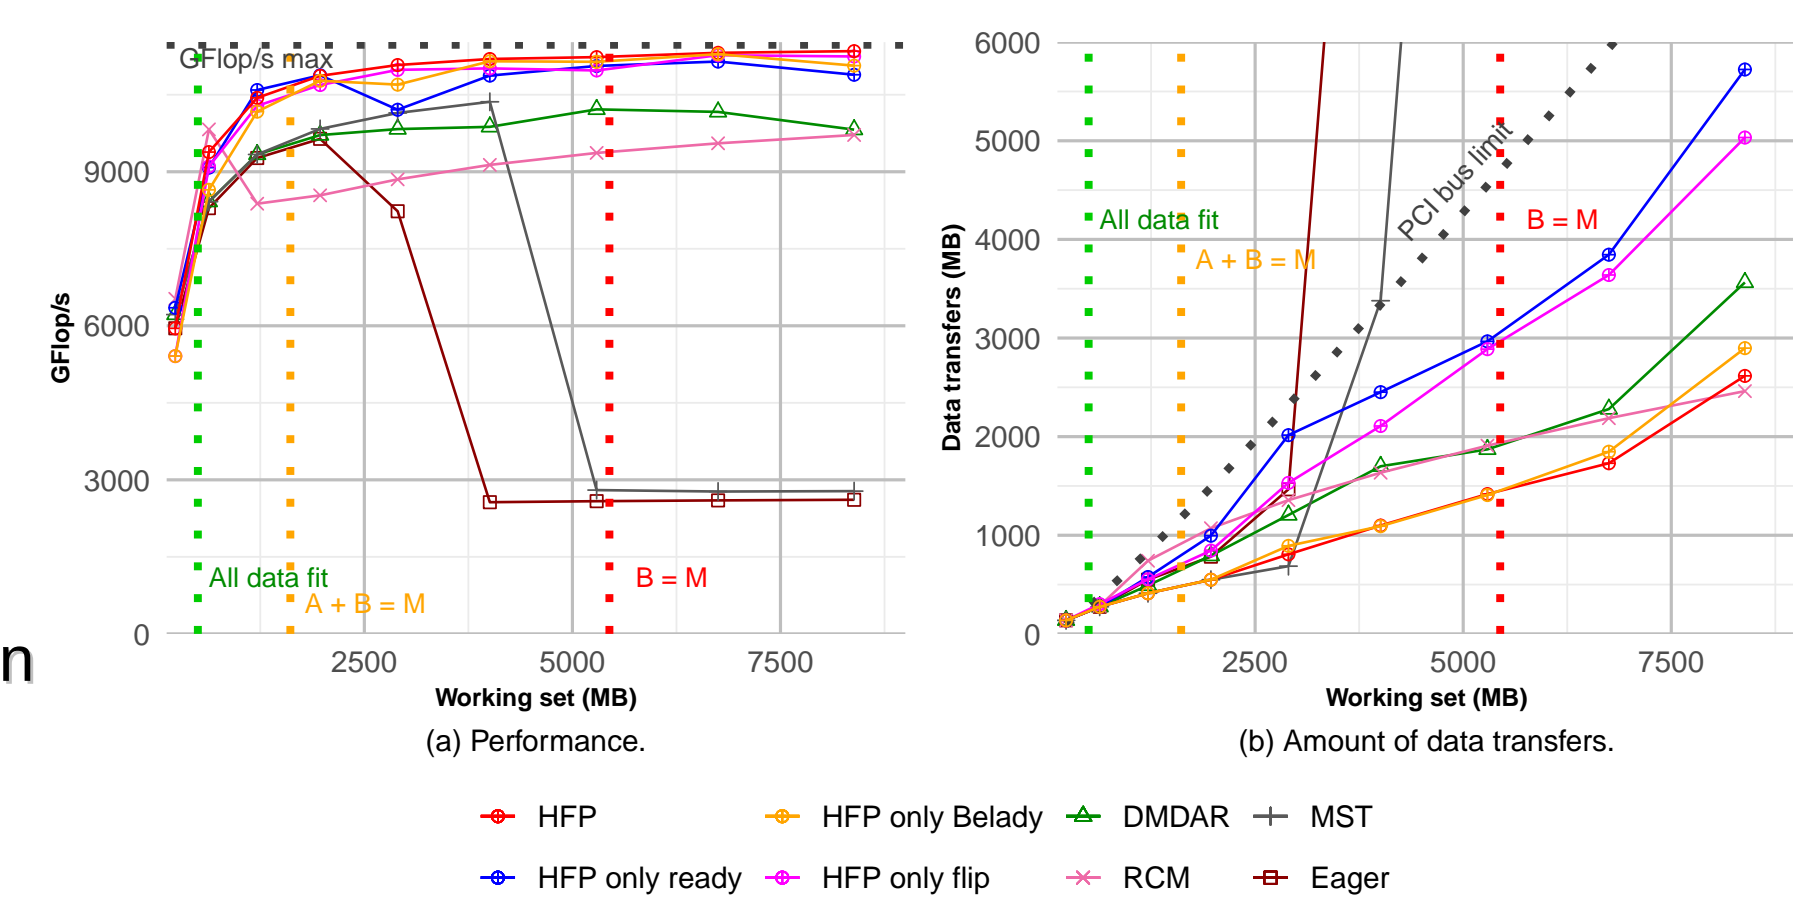 GFlop/s max
9000
6000
3000
0
GFlop/s
All data fit
A + B = M
B = M
2500
5000
7500
Working set (MB)
(a) Performance.
6000
5000
4000
3000
2000
1000
0
Data transfers (MB)
PCI bus limit
All data fit
A + B = M
B = M
2500
5000
7500
Working set (MB)
(b) Amount of data transfers.
n
HFP
HFP only Belady
DMDAR
MST
HFP only ready
HFP only flip
RCM
Eager